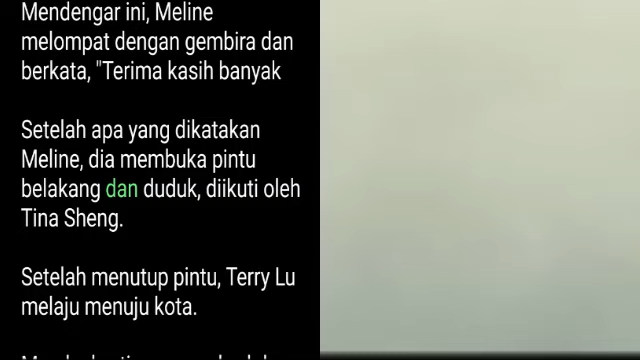 Mendengar ini, Meline
melompat dengan gembira dan
berkata, "Terima kasih banyak
Setelah apa yang dikatakan
Meline, dia membuka pintu
belakang dan duduk, diikuti oleh
Tina Sheng.
Setelah menutup pintu, Terry Lu
melaju menuju kota.